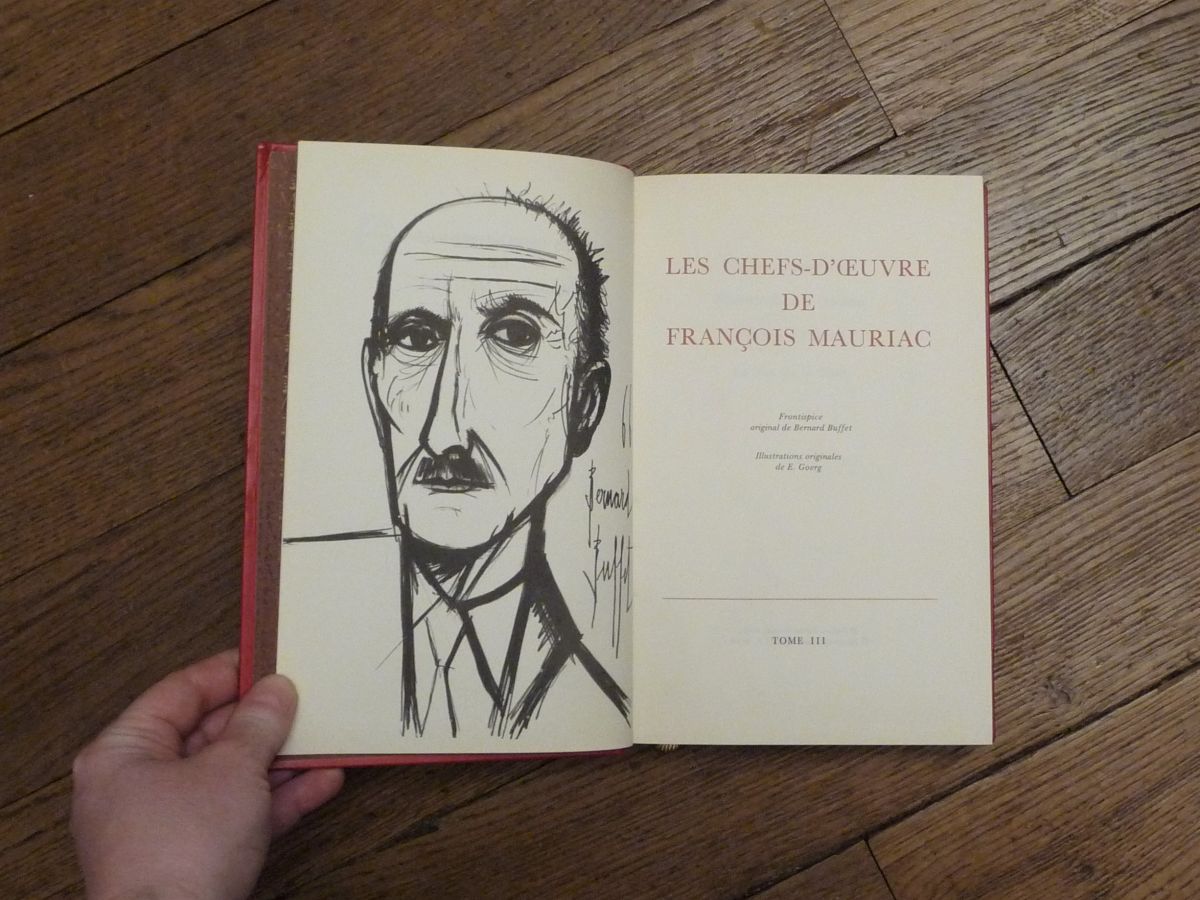 Bernard
Buffet
LES CHEFS-D'ŒUVRE
DE
FRANÇOIS MAURIAC
Frontispice
original de Bernard Buffet
Illustrations originales
de E. Goerg
TOME III